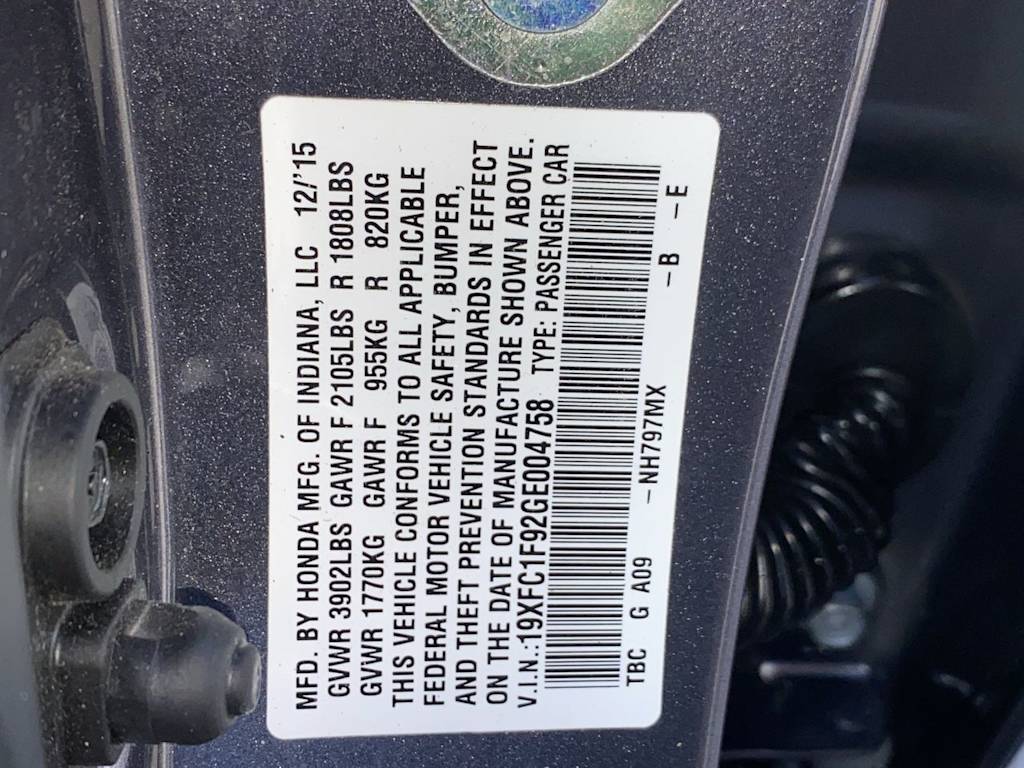 MFD. BY HONDA MFG. OF INDIANA, LLC 12/'15
GVWR 3902LBS GAWR F 2105LBS R 1808LBS
GVWR 1770KG GAWR F 955KG R 820KG
THIS VEHICLE CONFORMS TO ALL APPLICABLE
FEDERAL MOTOR VEHICLE SAFETY, BUMPER,
AND THEFT PREVENTION STANDARDS IN EFFECT
ON THE DATE OF MANUFACTURE SHOWN ABOVE.
V.I.N.:19XFC1F92GE004758 TYPE: PASSENGER CAR
TBC G A09 -NH797MX -B -E